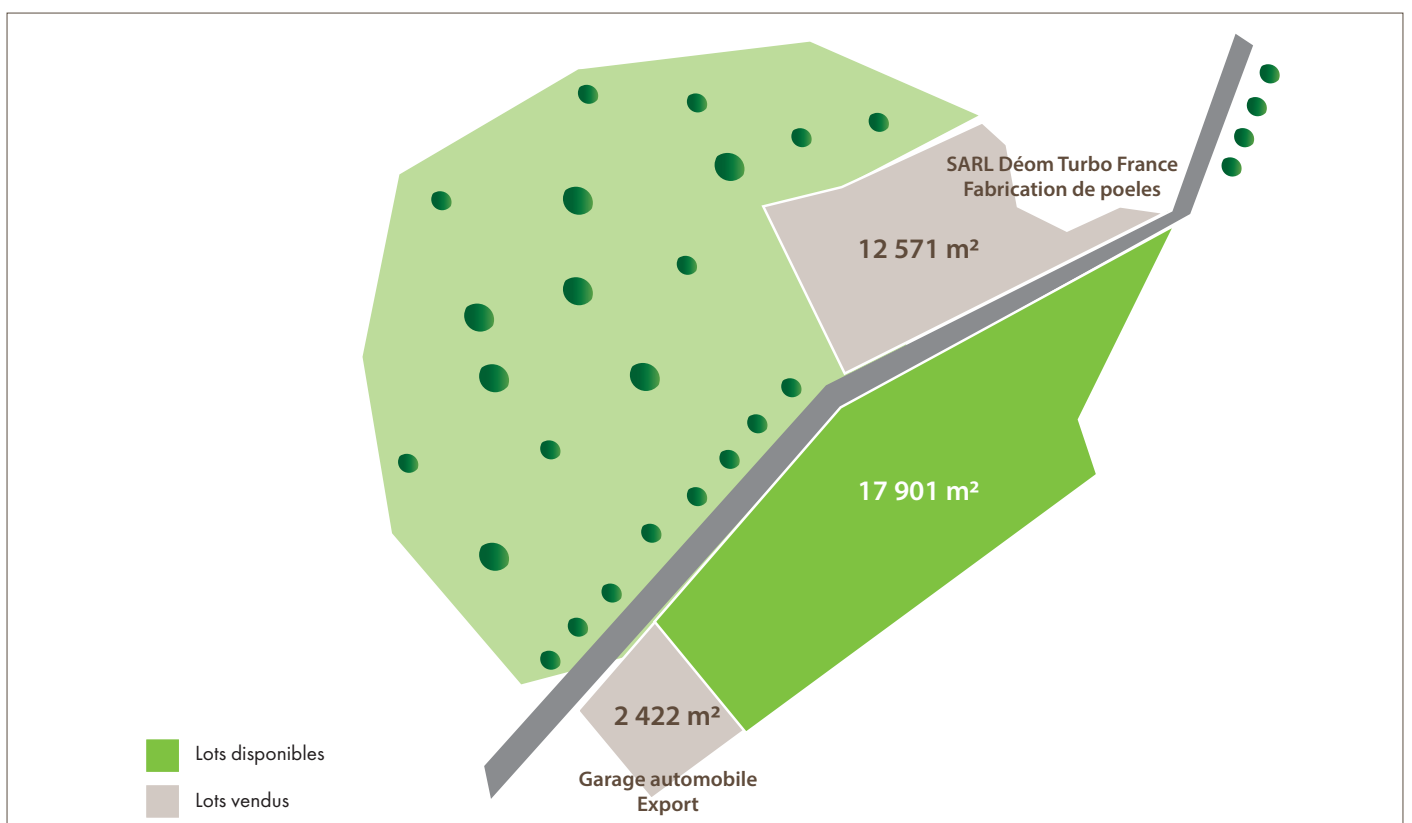 SARL Déom Turbo France
Fabrication de poeles
12 571 m²
17 901 m²
2 422 m²
Garage automobile
Export
Lots disponibles
Lots vendus